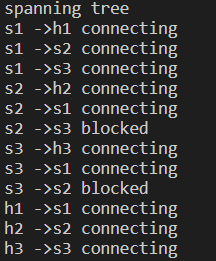 spanning tree
s1 ->h1 connecting
s1 ->s2 connecting
s1 ->s3 connecting
s2 ->h2 connecting
s2 ->s1 connecting
s2 ->s3 blocked
s3 ->h3 connecting
s3 ->s1 connecting
s3 ->s2 blocked
h1 ->s1 connecting
h2 ->s2 connecting
h3 ->s3 connecting